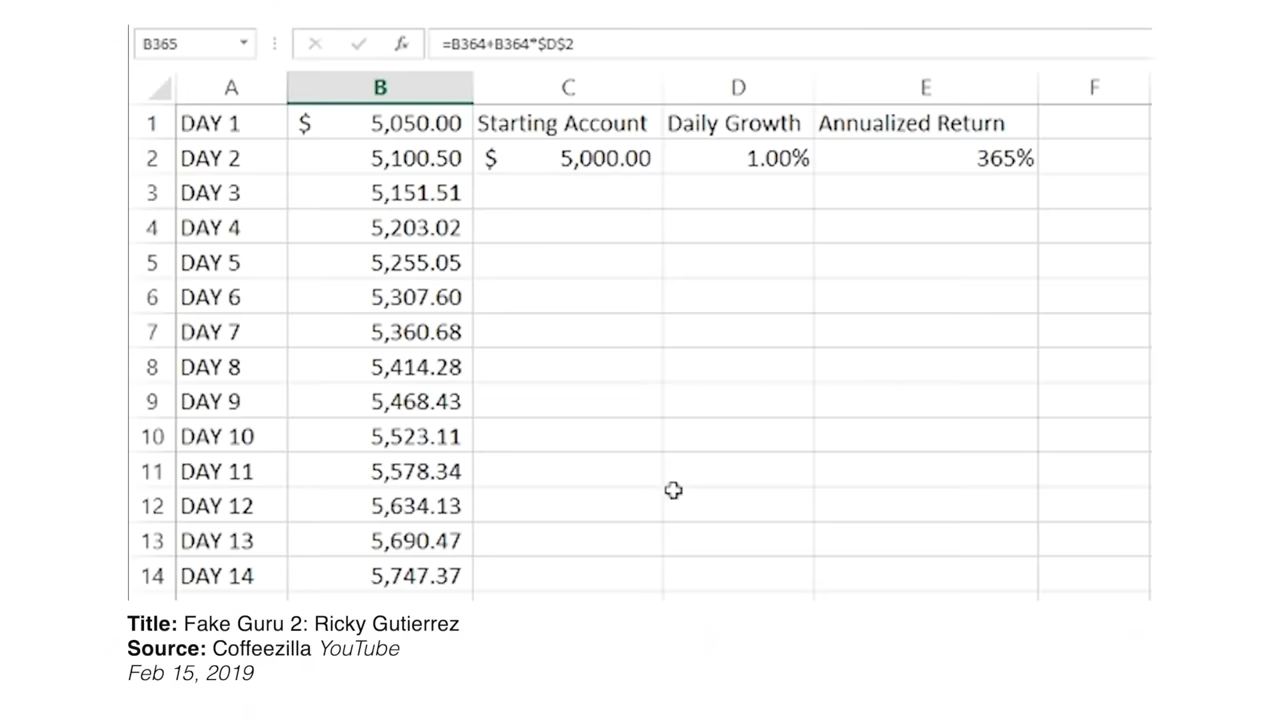 B365 =B364+B364*$D$2
A B C D E F
1 DAY 1 $ 5,050.00 Starting Account Daily Growth Annualized Return
2 DAY 2 5,100.50 $ 5,000.00 1.00% 365%
3 DAY 3 5,151.51
4 DAY 4 5,203.02
5 DAY 5 5,255.05
6 DAY 6 5,307.60
7 DAY 7 5,360.68
8 DAY 8 5,414.28
9 DAY 9 5,468.43
10 DAY 10 5,523.11
11 DAY 11 5,578.34
12 DAY 12 5,634.13
13 DAY 13 5,690.47
14 DAY 14 5,747.37
Title: Fake Guru 2: Ricky Gutierrez
Source: Coffeezilla YouTube
Feb 15, 2019